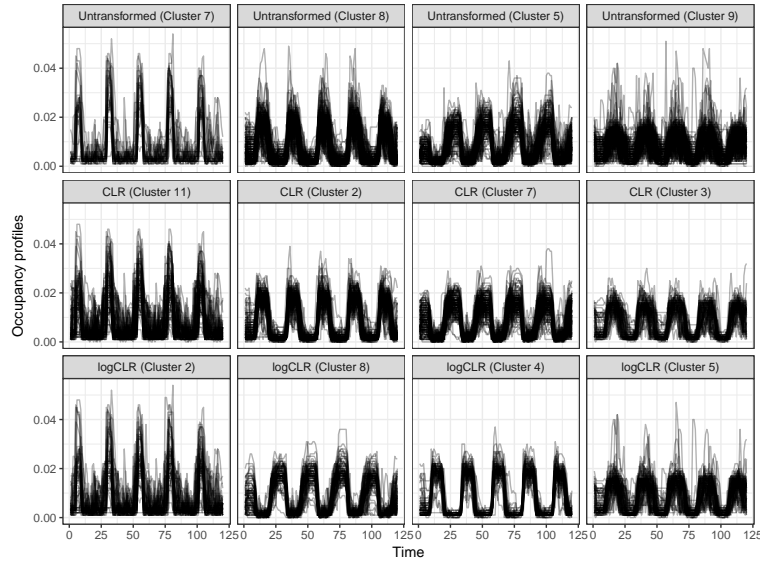 Untransformed (Cluster 7) Untransformed (Cluster 8) Untransformed (Cluster 5) Untransformed (Cluster 9)
0.04
0.02
0.00
CLR (Cluster 11) CLR (Cluster 2) CLR (Cluster 7) CLR (Cluster 3)
0.04
0.02
0.00
Occupancy profiles
logCLR (Cluster 2) logCLR (Cluster 8) logCLR (Cluster 4) logCLR (Cluster 5)
0.04
0.02
0.00
0 25 50 75 100 125 0 25 50 75 100 125 0 25 50 75 100 125 0 25 50 75 100 125
Time